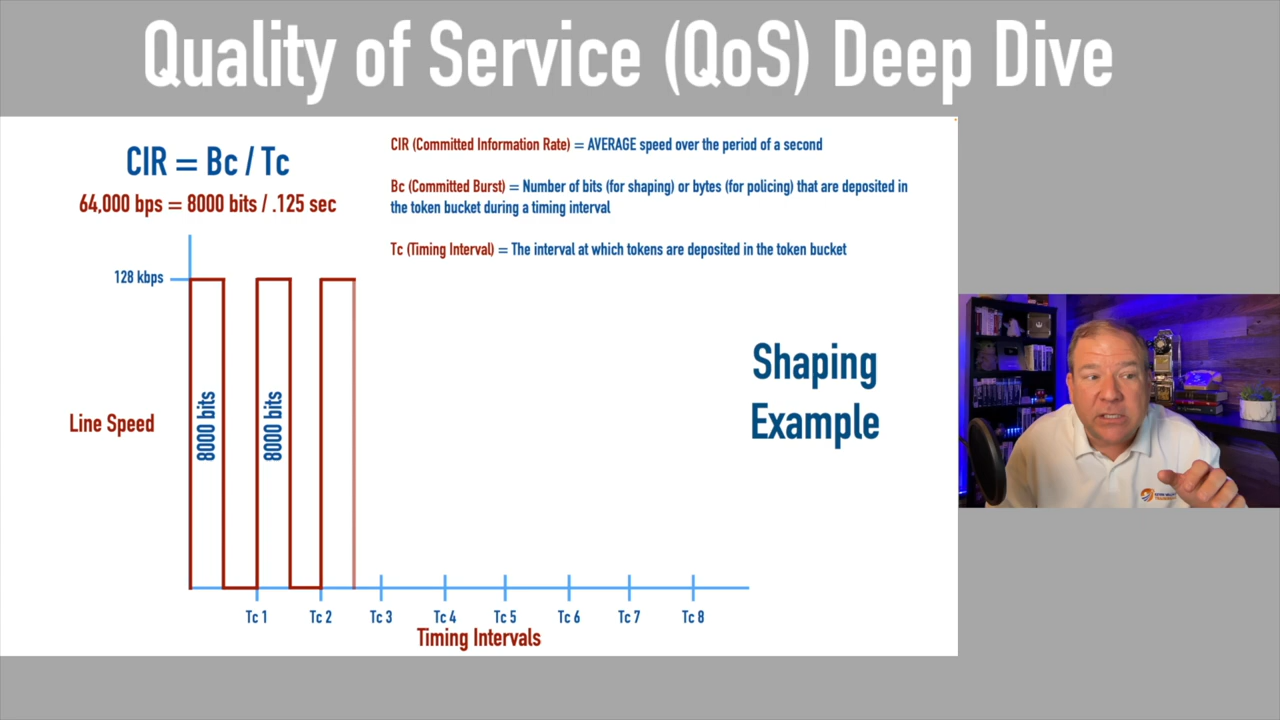 Quality of Service (QoS) Deep Dive
CIR = Bc / Tc
64,000 bps = 8000 bits / .125 sec
CIR (Committed Information Rate) = AVERAGE speed over the period of a second
Bc (Committed Burst) = Number of bits (for shaping) or bytes (for policing) that are deposited in
the token bucket during a timing interval
Tc (Timing Interval) = The interval at which tokens are deposited in the token bucket
128 kbps
Line Speed
8000 bits
8000 bits
Shaping
Example
Tc 1
Tc 2
Tc 3
Tc 4
Tc 5
Tc 6
Tc 7
Tc 8
Timing Intervals